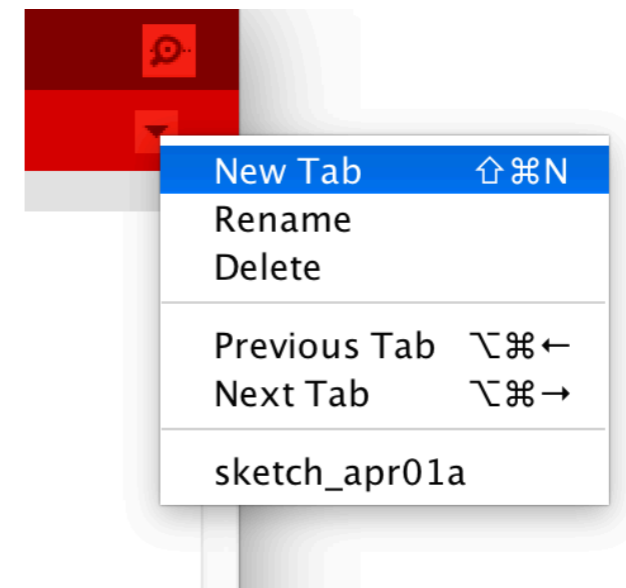 New Tab ⇧⌘N
Rename
Delete
Previous Tab ⌥⌘←
Next Tab ⌥⌘→
sketch_apr01a